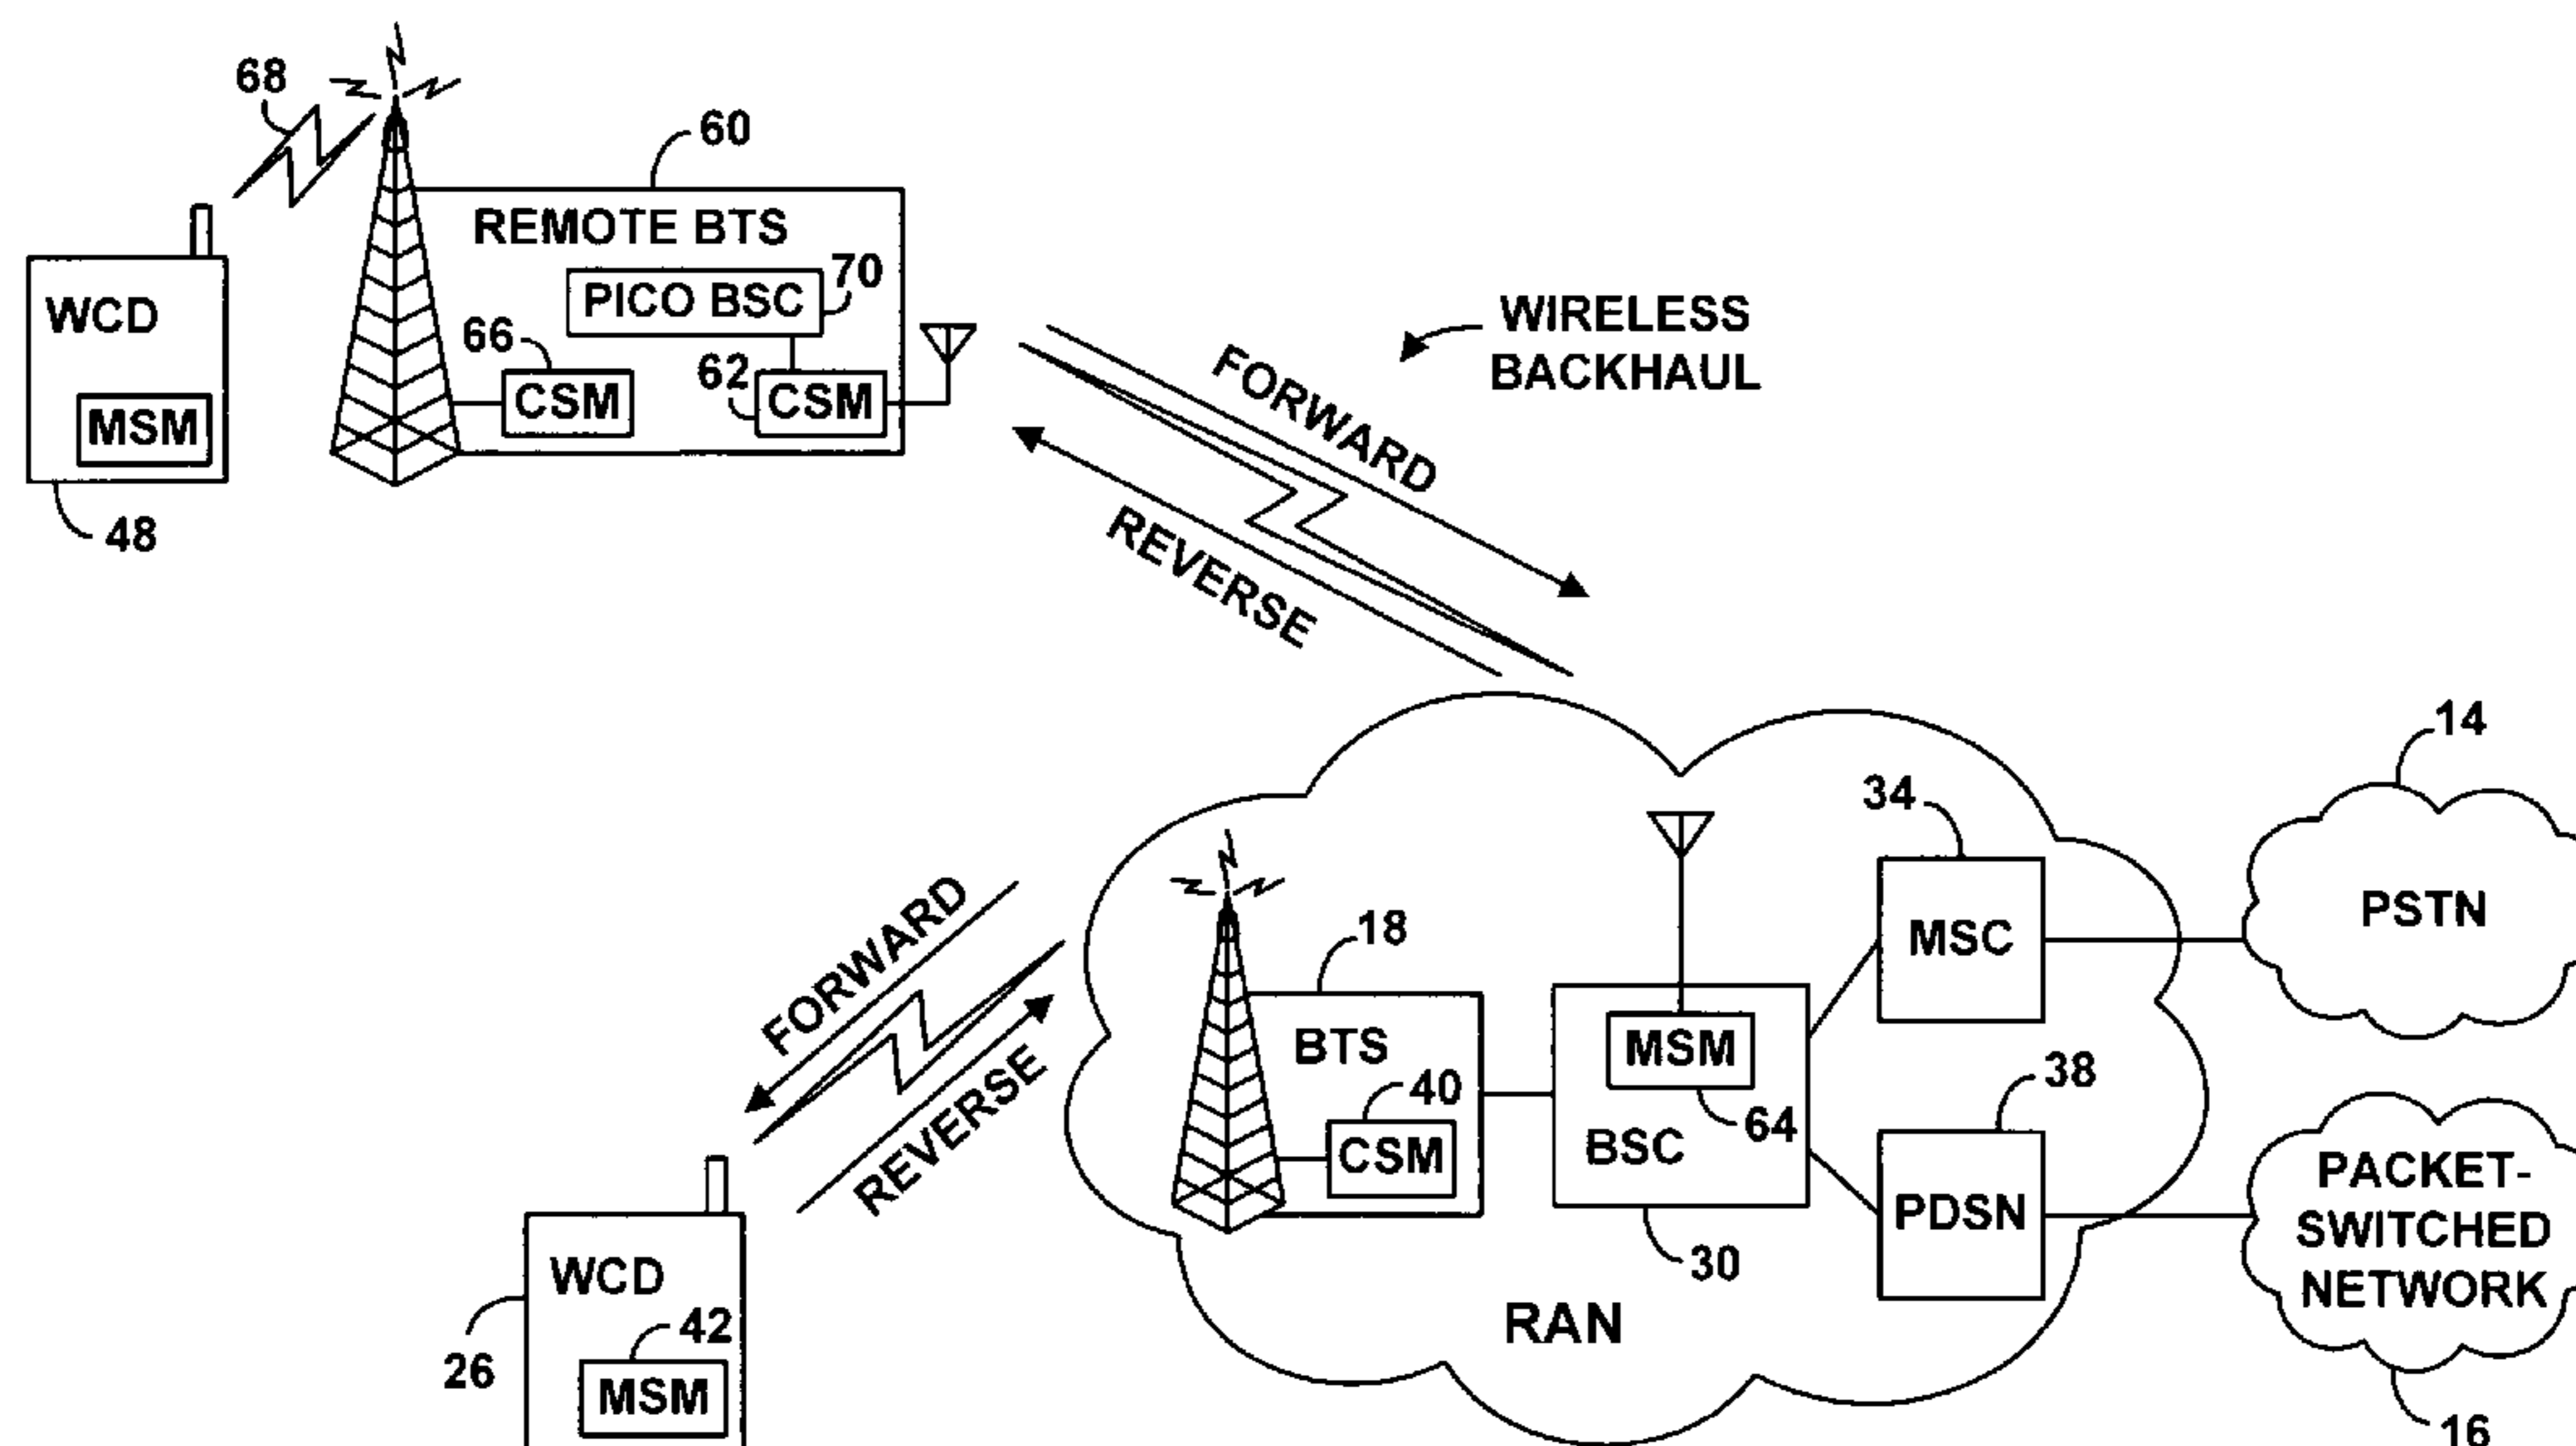 68
60
REMOTE BTS
70
PICO BSC
WCD
66
62
CSM
CSM
MSM
48
WIRELESS
BACKHAUL
FORWARD
REVERSE
14
34
PSTN
MSC
FORWARD
REVERSE
18
BTS
40
CSM
MSM
64
BSC
30
38
PDSN
PACKET-
SWITCHED
NETWORK
16
RAN
WCD
42
MSM
26